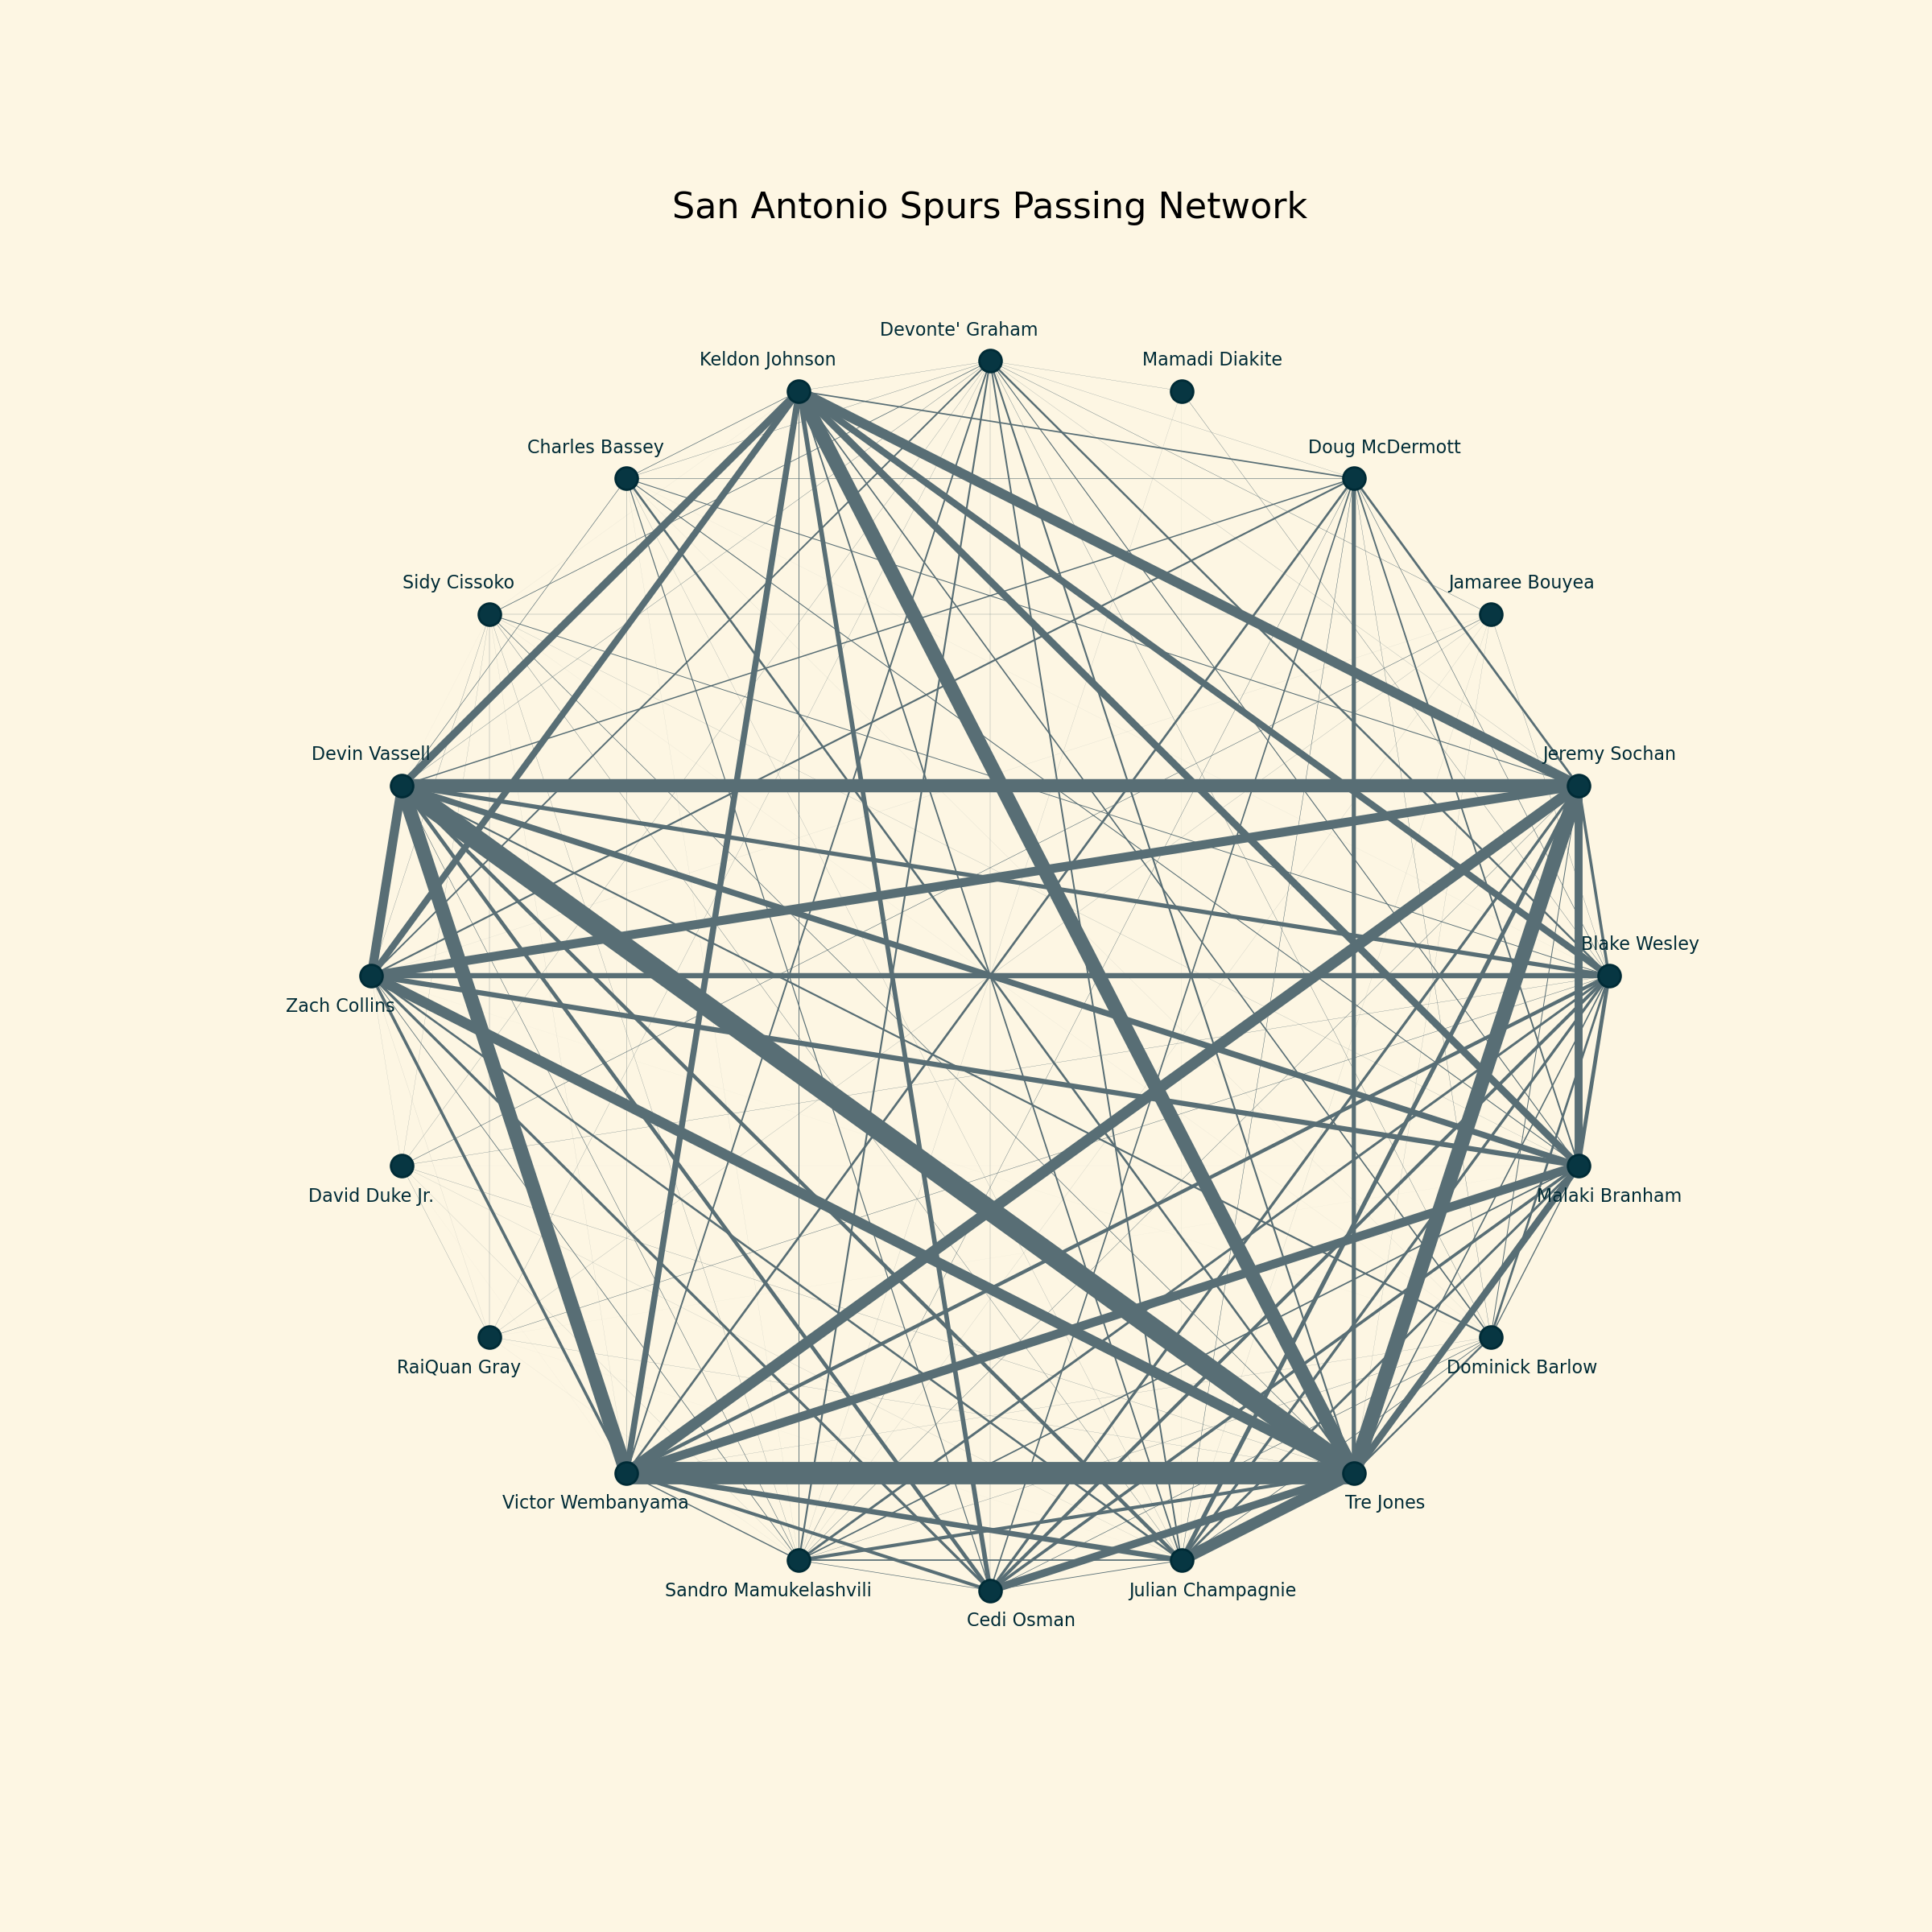 San Antonio Spurs Passing Network
Devonte' Graham
Keldon Johnson
Mamadi Diakite
Charles Bassey
Doug McDermott
Sidy Cissoko
Jamaree Bouyea
Devin Vassell
Jeremy Sochan
Blake Wesley
Zach Collins
David Duke Jr.
Malaki Branham
RaiQuan Gray
Dominick Barlow
Victor Wembanyama
Tre Jones
Sandro Mamukelashvili
Julian Champagnie
Cedi Osman